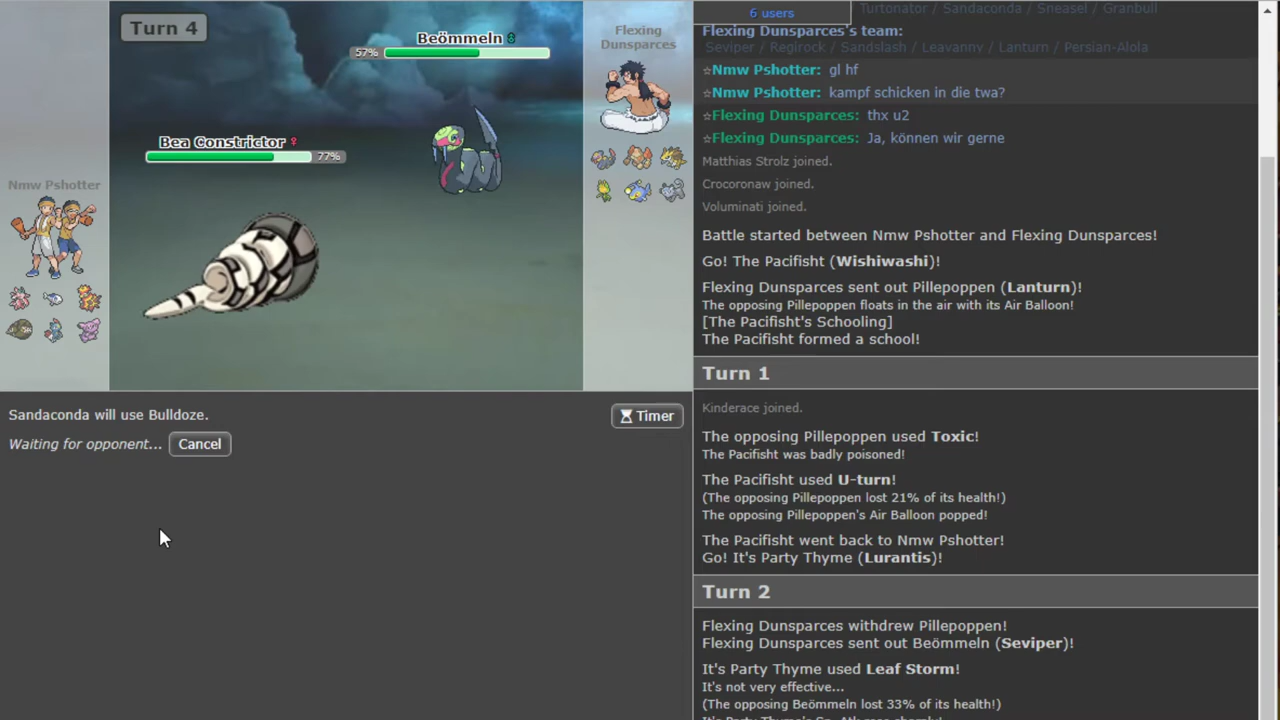 Turn 4
Beömmeln
57%
Bea Constrictor
77%
Nmw Pshotter
Flexing
Dunsparces
Sandaconda will use Bulldoze.
Timer
Waiting for opponent...
Cancel
6 users
Turtonator / Sandaconda / Sneasel / Granbull
Flexing Dunsparces's team:
Seviper / Regirock / Sandslash / Leavanny / Lanturn / Persian-Alola
☆Nmw Pshotter: gl hf
☆Nmw Pshotter: kampf schicken in die twa?
☆Flexing Dunsparces: thx u2
☆Flexing Dunsparces: Ja, können wir gerne
Matthias Strolz joined.
Crocoronaw joined.
Voluminati joined.
Battle started between Nmw Pshotter and Flexing Dunsparces!
Go! The Pacifisht (Wishiwashi)!
Flexing Dunsparces sent out Pillepoppen (Lanturn)!
The opposing Pillepoppen floats in the air with its Air Balloon!
[The Pacifisht's Schooling]
The Pacifisht formed a school!
Turn 1
Kinderace joined.
The opposing Pillepoppen used Toxic!
The Pacifisht was badly poisoned!
The Pacifisht used U-turn!
(The opposing Pillepoppen lost 21% of its health!)
The opposing Pillepoppen's Air Balloon popped!
The Pacifisht went back to Nmw Pshotter!
Go! It's Party Thyme (Lurantis)!
Turn 2
Flexing Dunsparces withdrew Pillepoppen!
Flexing Dunsparces sent out Beömmeln (Seviper)!
It's Party Thyme used Leaf Storm!
It's not very effective...
(The opposing Beömmeln lost 33% of its health!)